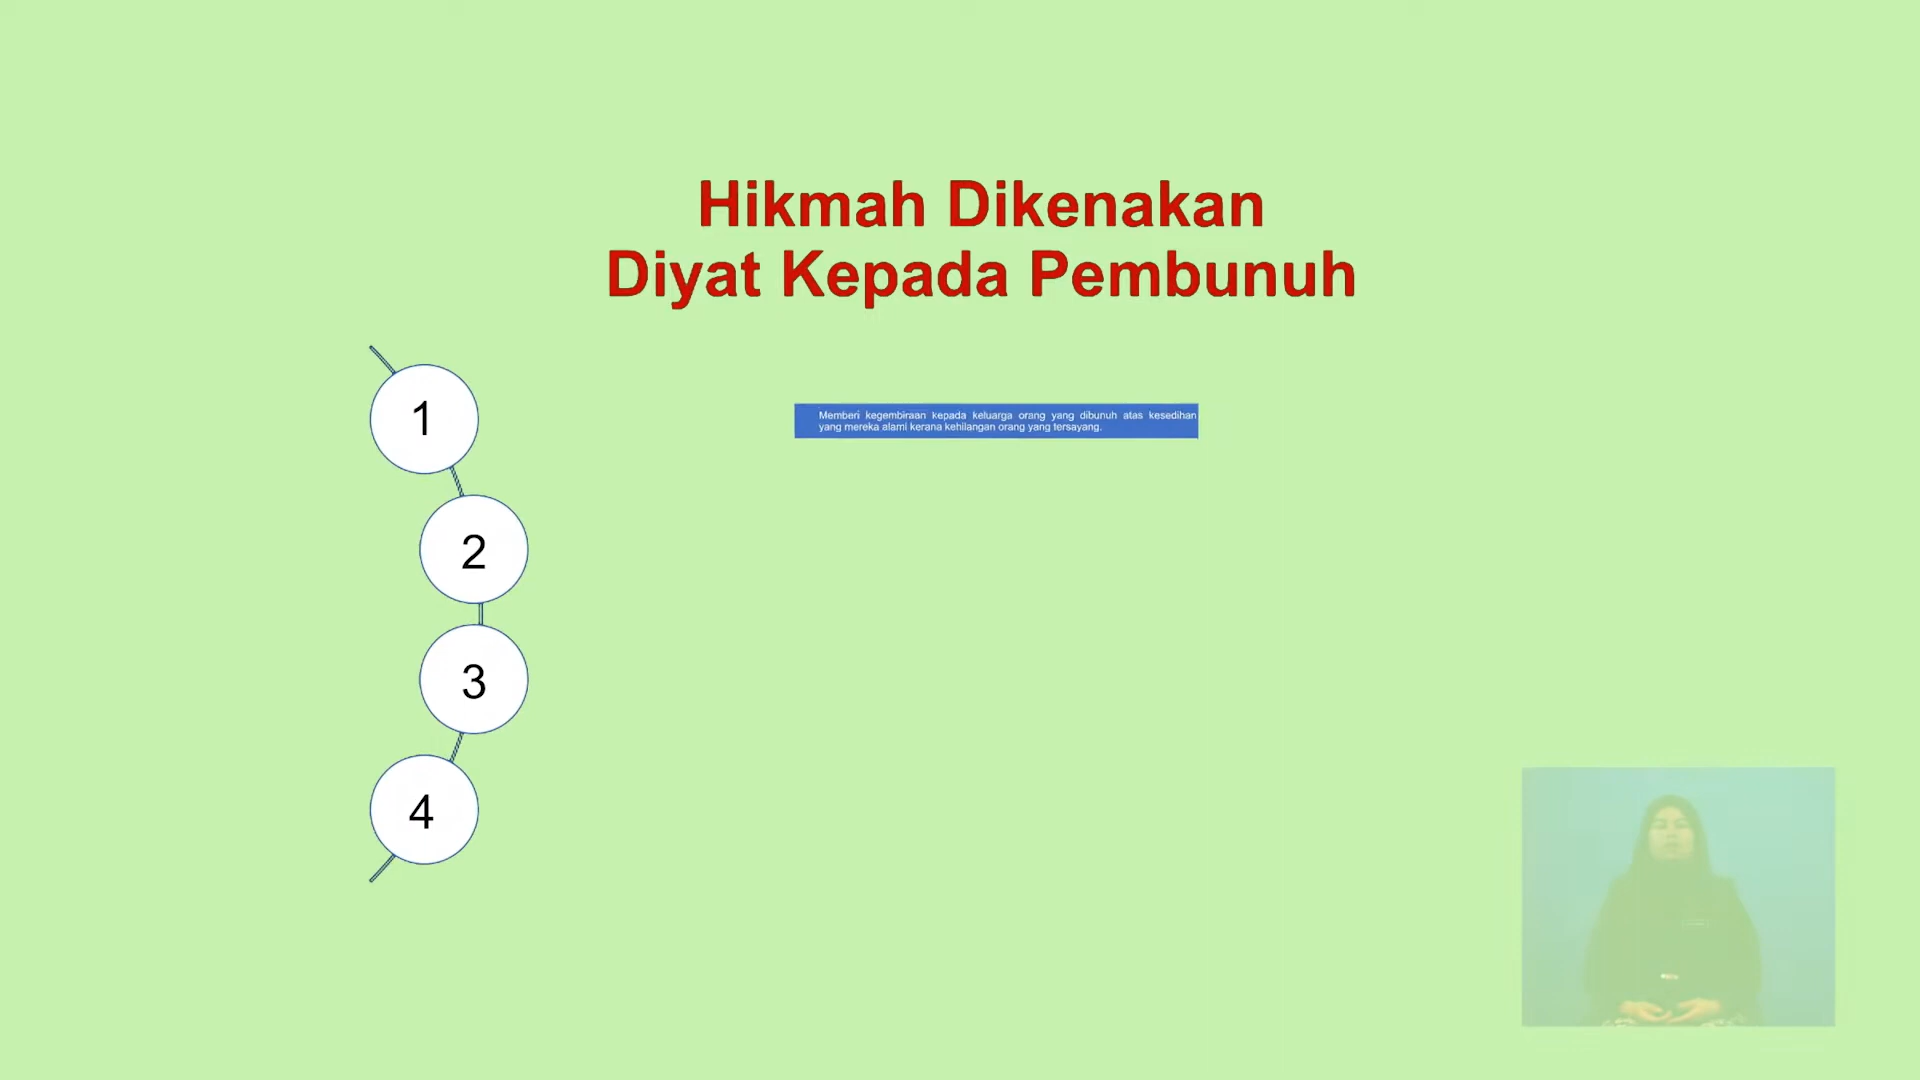 Hikmah Dikenakan
Diyat Kepada Pembunuh
1
Memberi kegembiraan kepada keluarga orang yang dibunuh atas kesedihan
yang mereka alami kerana kehilangan orang yang tersayang.
2
3
4